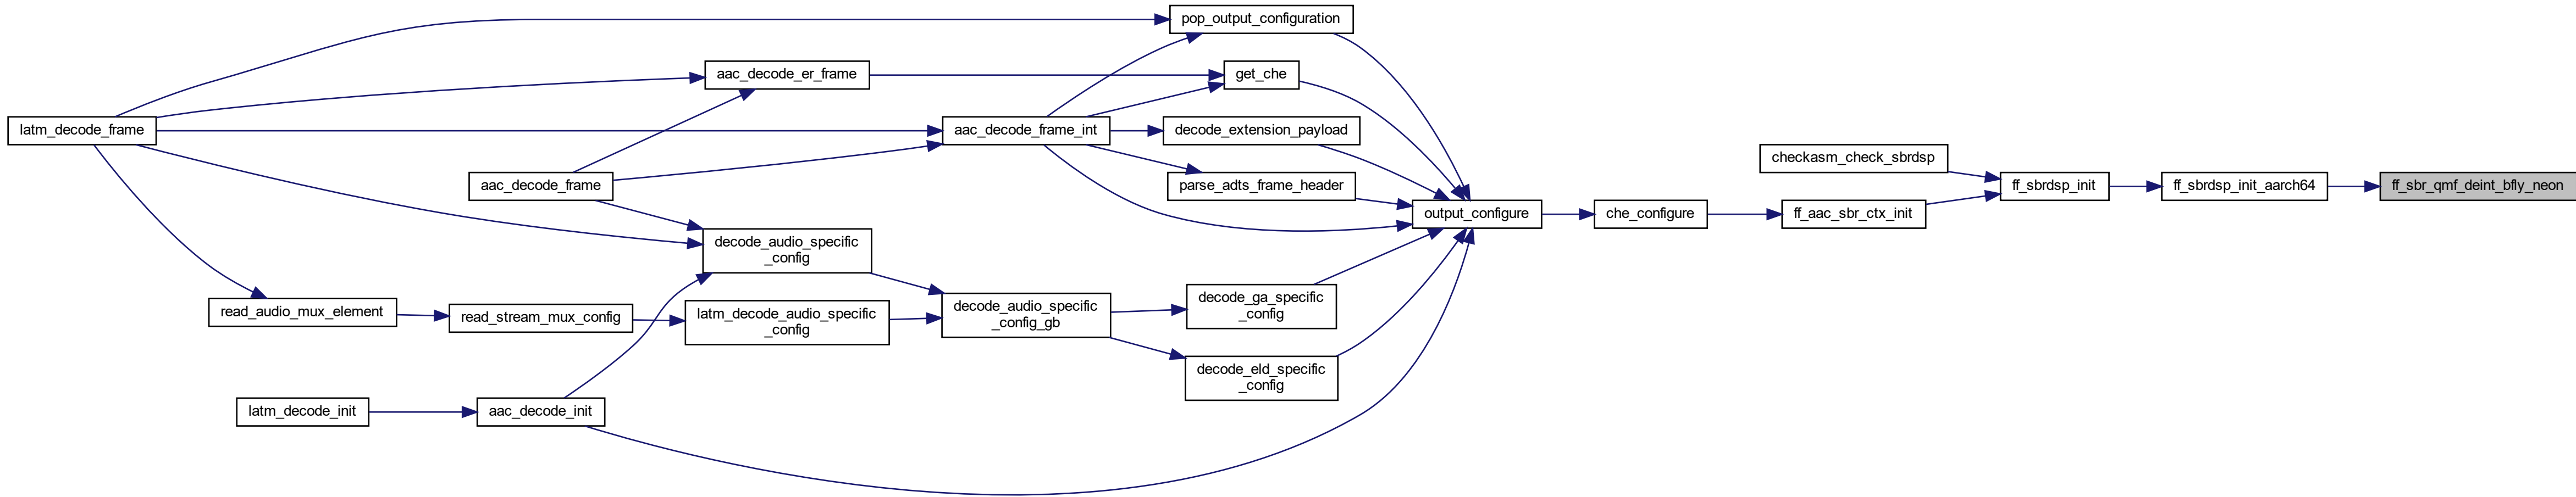 pop_output_configuration
aac_decode_er_frame
get_che
latm_decode_frame
aac_decode_frame_int
decode_extension_payload
checkasm_check_sbrdsp
aac_decode_frame
parse_adts_frame_header
ff_sbrdsp_init
ff_sbrdsp_init_aarch64
ff_sbr_qmf_deint_bfly_neon
output_configure
che_configure
ff_aac_sbr_ctx_init
decode_audio_specific
_config
read_audio_mux_element
read_stream_mux_config
latm_decode_audio_specific
_config
decode_audio_specific
_config_gb
decode_ga_specific
_config
decode_eld_specific
_config
latm_decode_init
aac_decode_init